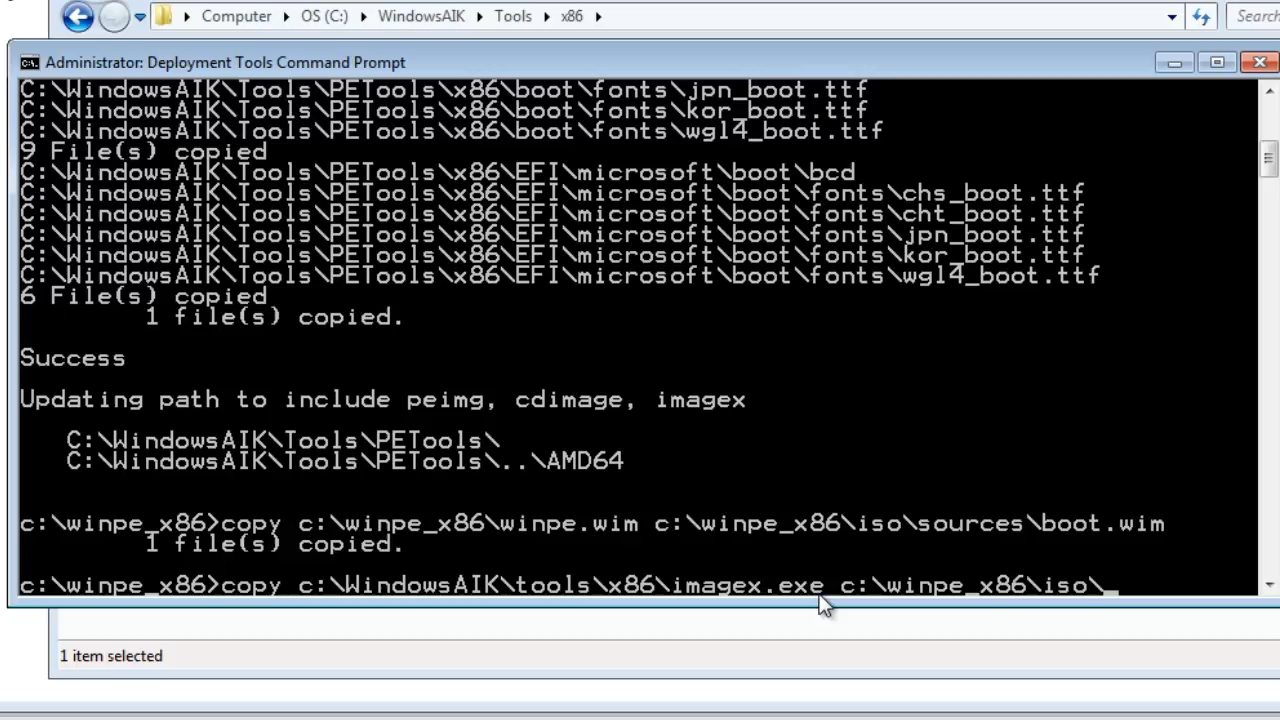 Computer OS (C:) WindowsAIK Tools x86 Search
Administrator: Deployment Tools Command Prompt
C:\WindowsAIK\Tools\PETools\x86\boot\fonts\jpn_boot.ttf
C:\WindowsAIK\Tools\PETools\x86\boot\fonts\kor_boot.ttf
C:\WindowsAIK\Tools\PETools\x86\boot\fonts\wgl4_boot.ttf
9 File(s) copied
C:\WindowsAIK\Tools\PETools\x86\EFI\microsoft\boot\bcd
C:\WindowsAIK\Tools\PETools\x86\EFI\microsoft\boot\fonts\chs_boot.ttf
C:\WindowsAIK\Tools\PETools\x86\EFI\microsoft\boot\fonts\cht_boot.ttf
C:\WindowsAIK\Tools\PETools\x86\EFI\microsoft\boot\fonts\jpn_boot.ttf
C:\WindowsAIK\Tools\PETools\x86\EFI\microsoft\boot\fonts\kor_boot.ttf
C:\WindowsAIK\Tools\PETools\x86\EFI\microsoft\boot\fonts\wgl4_boot.ttf
6 File(s) copied
1 file(s) copied.
Success
Updating path to include peimg, cdimage, imagex
C:\WindowsAIK\Tools\PETools\
C:\WindowsAIK\Tools\PETools\..\AMD64
c:\winpe_x86>copy c:\winpe_x86\winpe.wim c:\winpe_x86\iso\sources\boot.wim
1 file(s) copied.
c:\winpe_x86>copy c:\WindowsAIK\tools\x86\imagex.exe c:\winpe_x86\iso\_
1 item selected